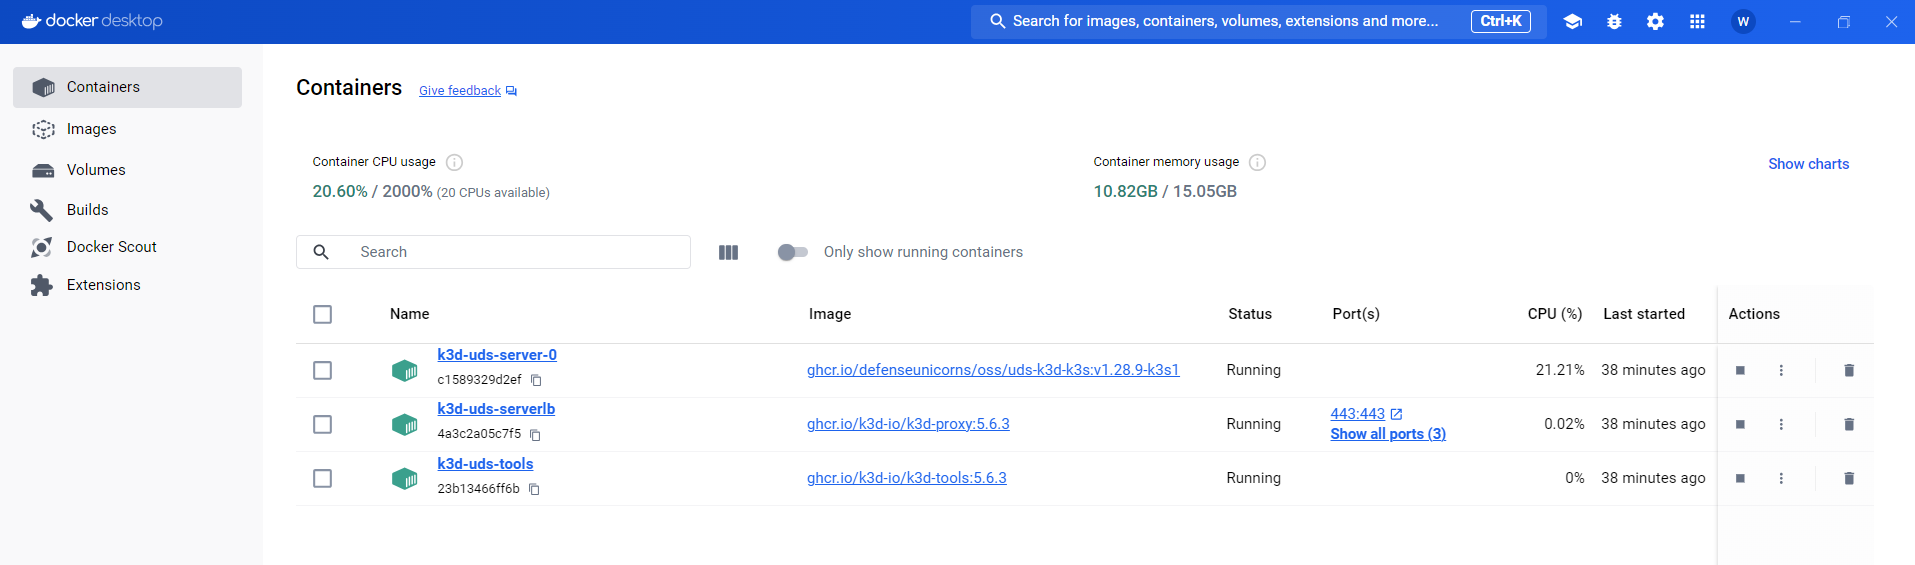 docker desktop
Search for images, containers, volumes, extensions and more...
Ctrl+K
W
Containers
Images
Volumes
Builds
Docker Scout
Extensions
Containers
Give feedback
Container CPU usage
20.60% / 2000% (20 CPUs available)
Container memory usage
10.82GB / 15.05GB
Show charts
Search
Only show running containers
Name Image Status Port(s) CPU (%) Last started Actions
k3d-uds-server-0
c1589329d2ef
ghcr.io/defenseunicorns/oss/uds-k3d-k3s:v1.28.9-k3s1 Running 21.21% 38 minutes ago
k3d-uds-serverlb
4a3c2a05c7f5
ghcr.io/k3d-io/k3d-proxy:5.6.3 Running
443:443
Show all ports (3)
0.02% 38 minutes ago
k3d-uds-tools
23b13466ff6b
ghcr.io/k3d-io/k3d-tools:5.6.3 Running 0% 38 minutes ago